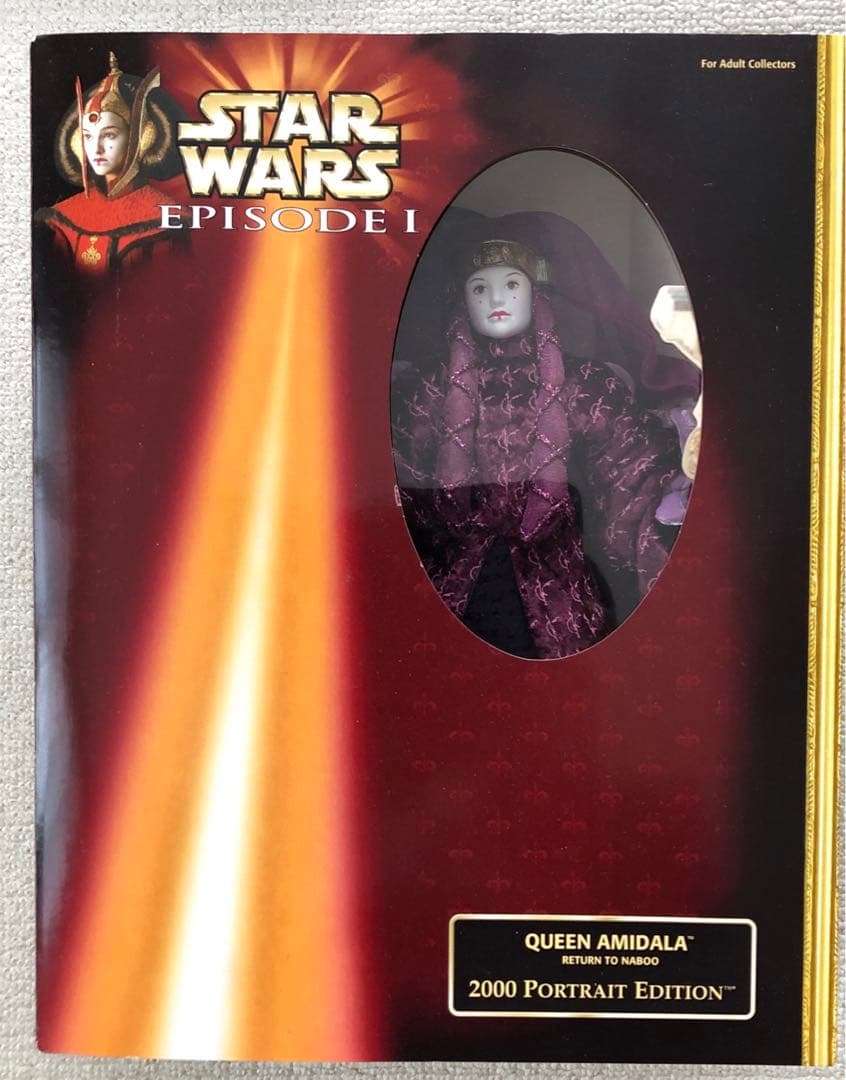 For Adult Collectors
STAR
WARS
EPISODE I
QUEEN AMIDALA™
RETURN TO NABOO
2000 PORTRAIT EDITION™*